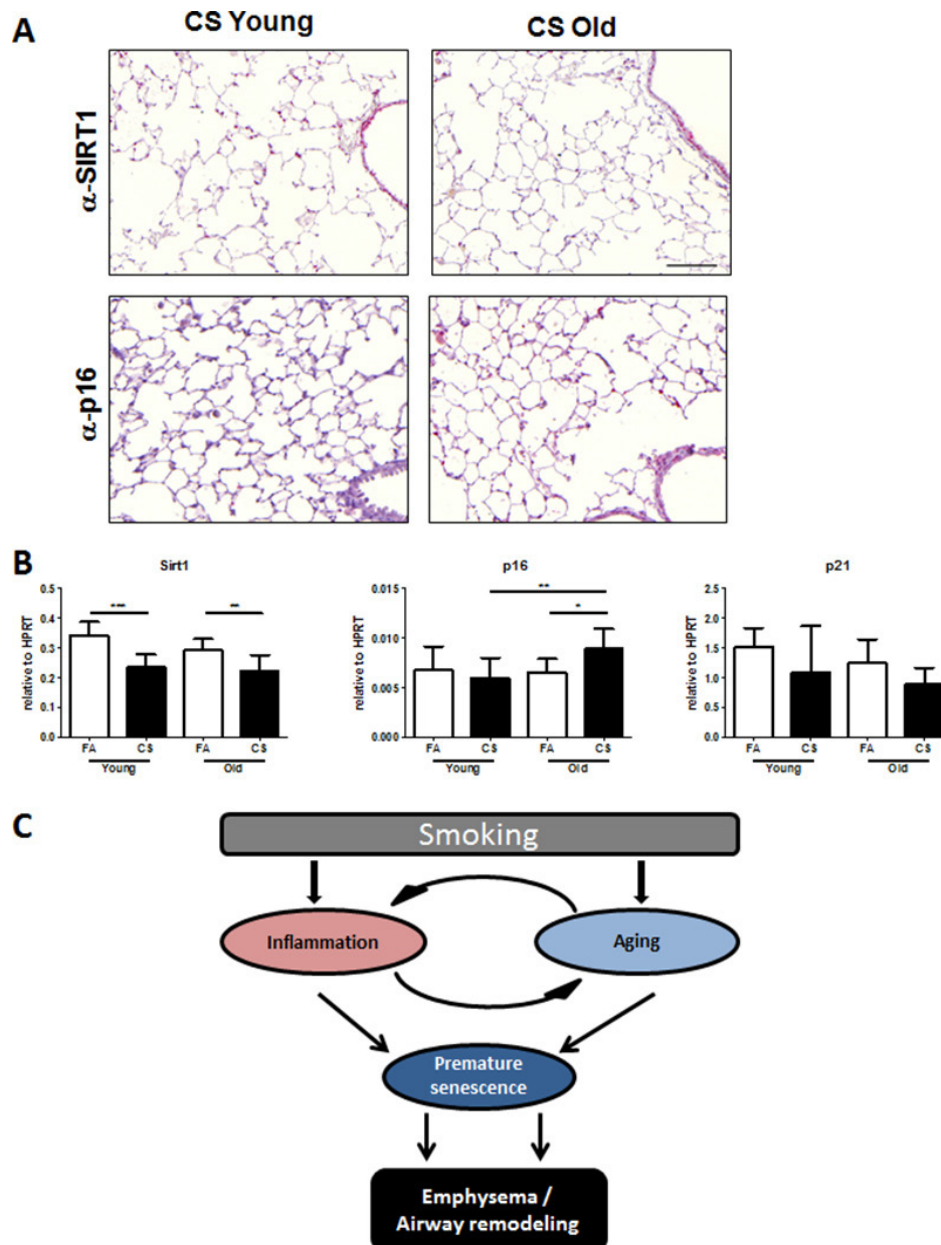 A
CS Young
CS Old
α-SIRT1
α-p16
B
Sirt1
relative to HPRT
0.5
0.4
0.3
0.2
0.1
0.0
***
**
FA
CS
FA
CS
Young
Old
p16
relative to HPRT
0.015
0.010
0.005
0.000
**
*
FA
CS
FA
CS
Young
Old
p21
relative to HPRT
2.5
2.0
1.5
1.0
0.5
0.0
FA
CS
FA
CS
Young
Old
C
Smoking
Inflammation
Aging
Premature
senescence
Emphysema /
Airway remodeling